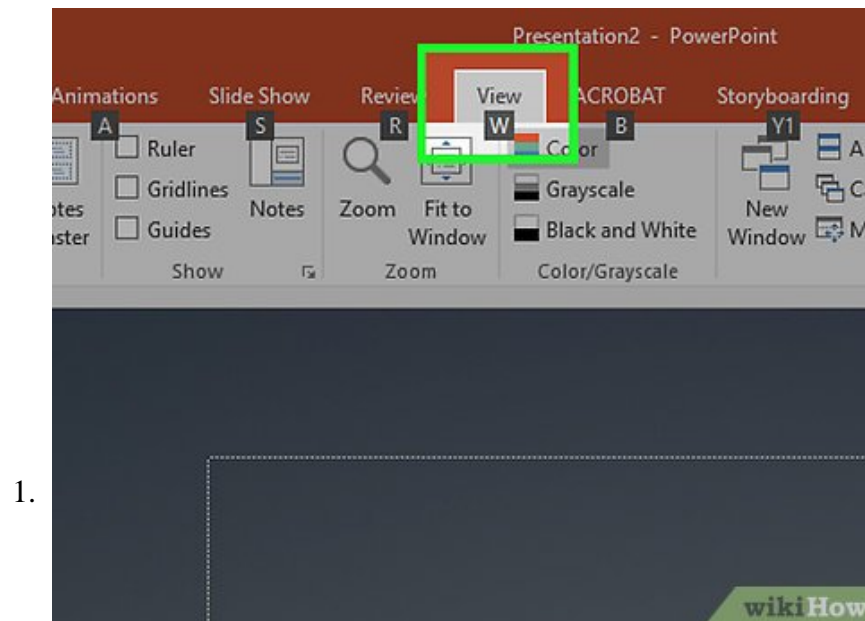 Presentation2 - PowerPoint
Animations Slide Show Review View ACROBAT Storyboarding
A S R W B Y1
Ruler
Gridlines
Guides
Notes
Zoom
Fit to
Window
Color
Grayscale
Black and White
New
Window
Show Zoom Color/Grayscale
1.
wikiHow